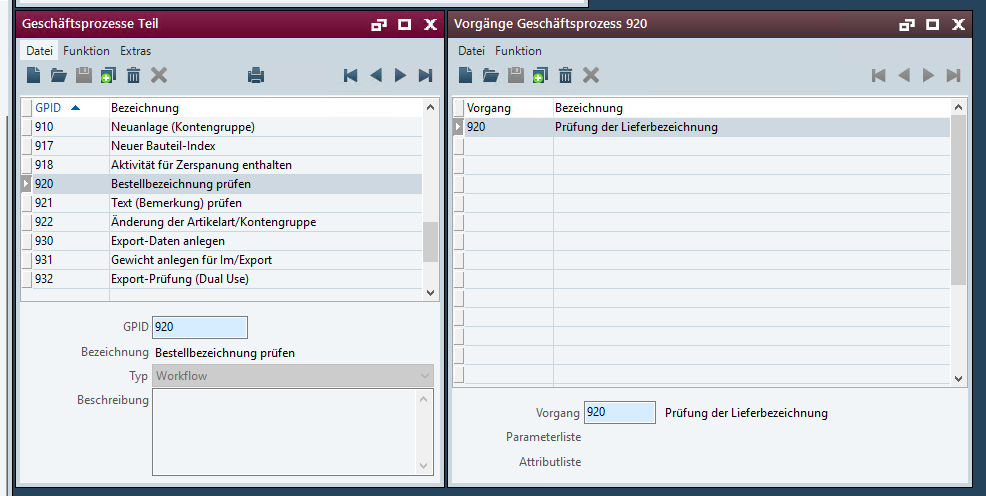 Geschäftsprozesse Teil
Datei Funktion Extras
GPID Bezeichnung
910 Neuanlage (Kontengruppe)
917 Neuer Bauteil-Index
918 Aktivität für Zerspanung enthalten
920 Bestellbezeichnung prüfen
921 Text (Bemerkung) prüfen
922 Änderung der Artikelart/Kontengruppe
930 Export-Daten anlegen
931 Gewicht anlegen für Im/Export
932 Export-Prüfung (Dual Use)
GPID 920
Bezeichnung Bestellbezeichnung prüfen
Typ Workflow
Beschreibung
Vorgänge Geschäftsprozess 920
Datei Funktion
Vorgang Bezeichnung
920 Prüfung der Lieferbezeichnung
Vorgang 920 Prüfung der Lieferbezeichnung
Parameterliste
Attributliste